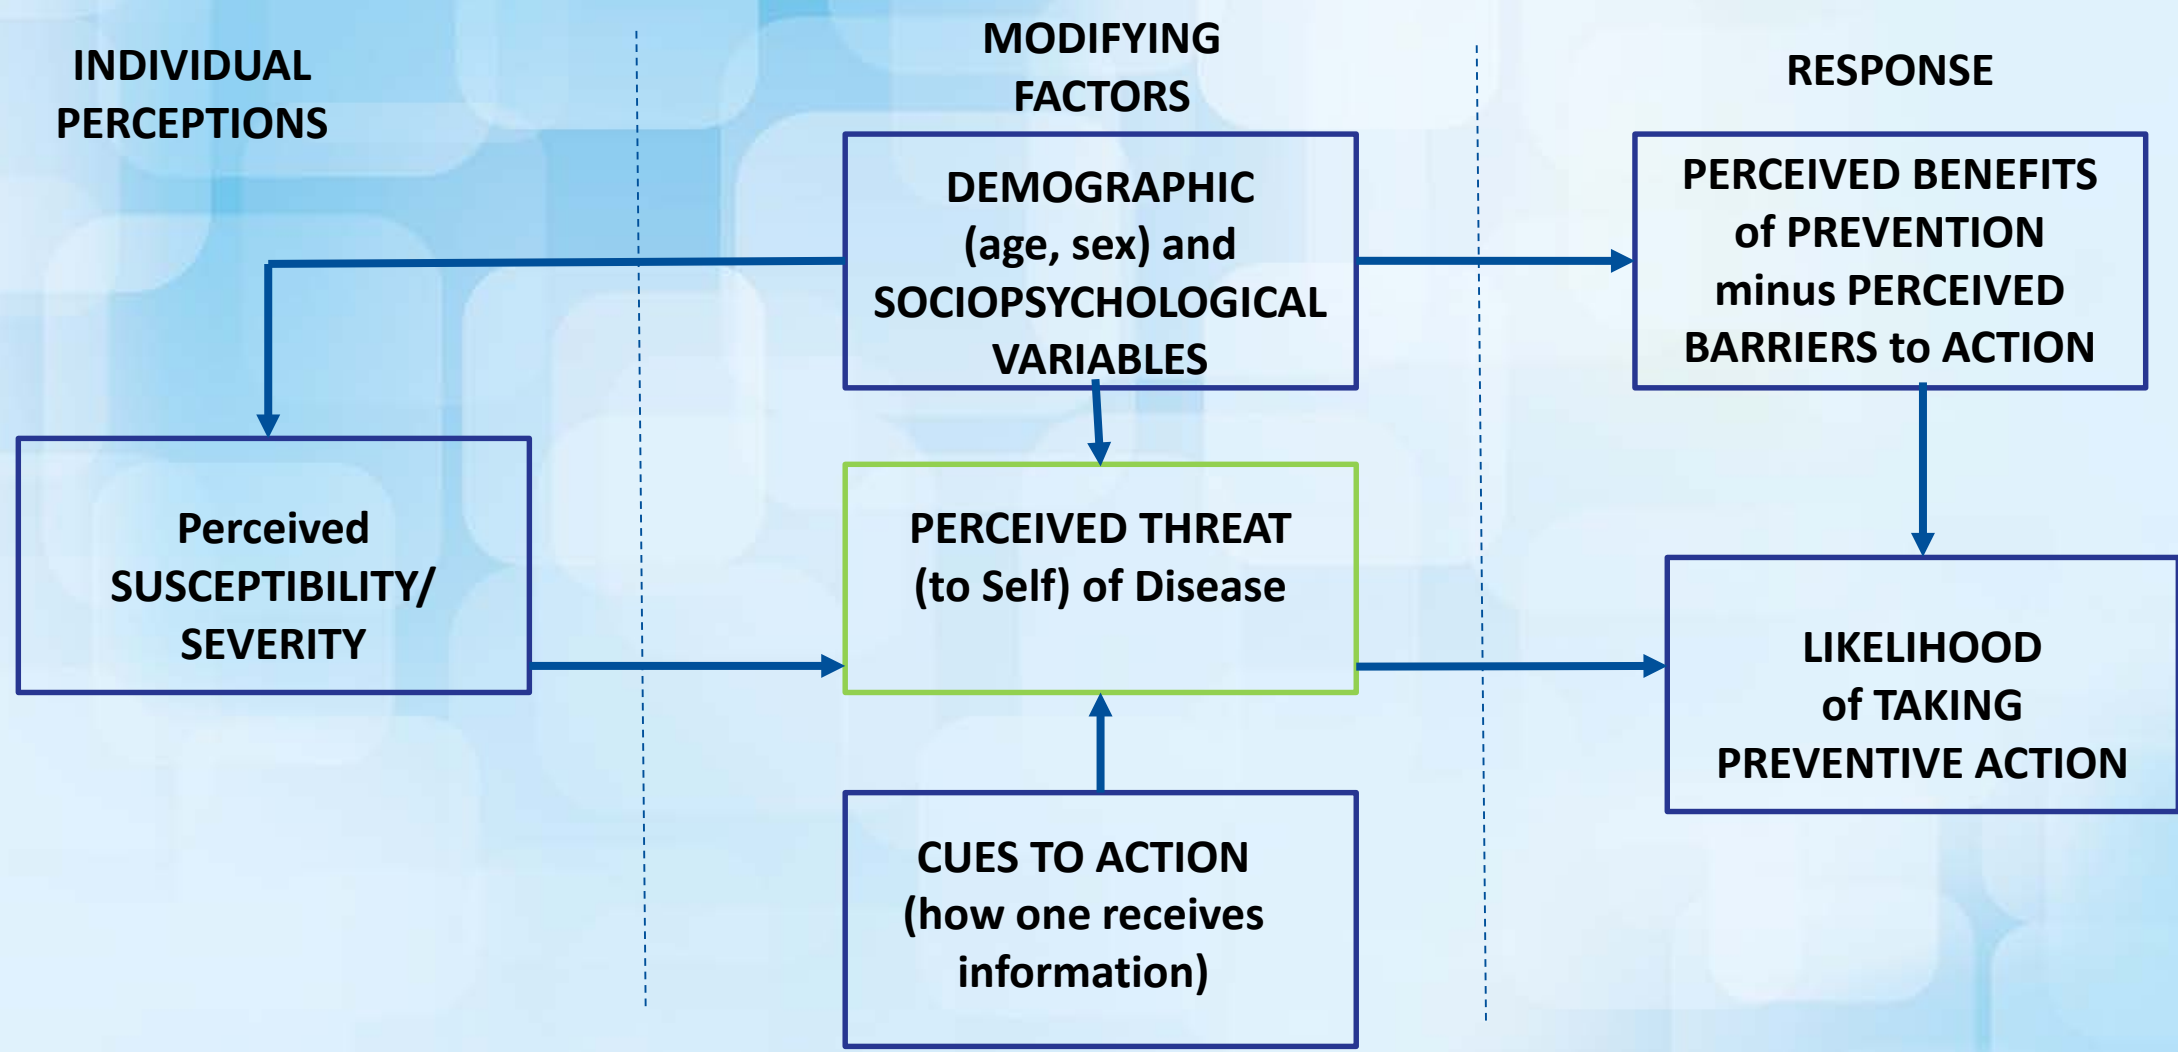 INDIVIDUAL
PERCEPTIONS
MODIFYING
FACTORS
RESPONSE
DEMOGRAPHIC
(age, sex) and
SOCIOPSYCHOLOGICAL
VARIABLES
PERCEIVED BENEFITS
of PREVENTION
minus PERCEIVED
BARRIERS to ACTION
Perceived
SUSCEPTIBILITY/
SEVERITY
PERCEIVED THREAT
(to Self) of Disease
LIKELIHOOD
of TAKING
PREVENTIVE ACTION
CUES TO ACTION
(how one receives
information)